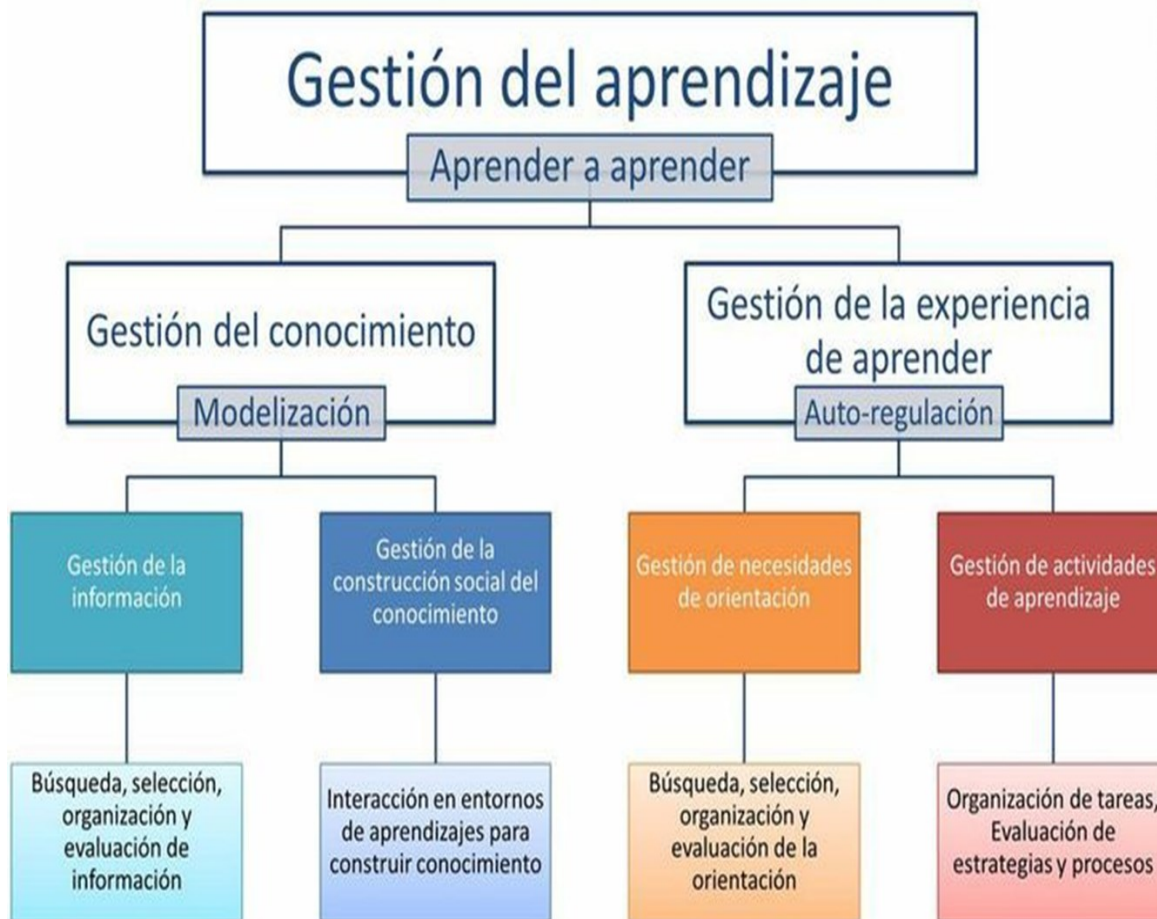 Gestión del aprendizaje
Aprender a aprender
Gestión del conocimiento
Modelización
Gestión de la experiencia
de aprender
Auto-regulación
Gestión de la
información
Gestión de la
construcción social del
conocimiento
Gestión de necesidades
de orientación
Gestión de actividades
de aprendizaje
Búsqueda, selección,
organización y
evaluación de
información
Interacción en entornos
de aprendizajes para
construir conocimiento
Búsqueda, selección,
organización y
evaluación de la
orientación
Organización de tareas,
Evaluación de
estrategias y procesos